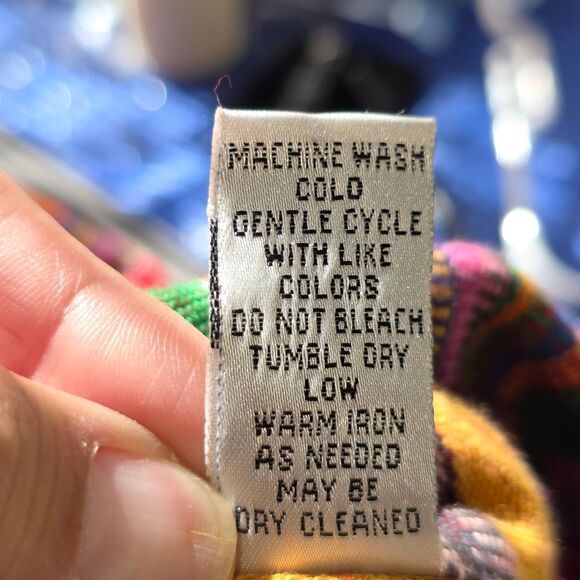 MACHINE WASH
COLD
GENTLE CYCLE
WITH LIKE
COLORS
DO NOT BLEACH
TUMBLE DRY
LOW
WARM IRON
AS NEEDED
MAY BE
DRY CLEANED